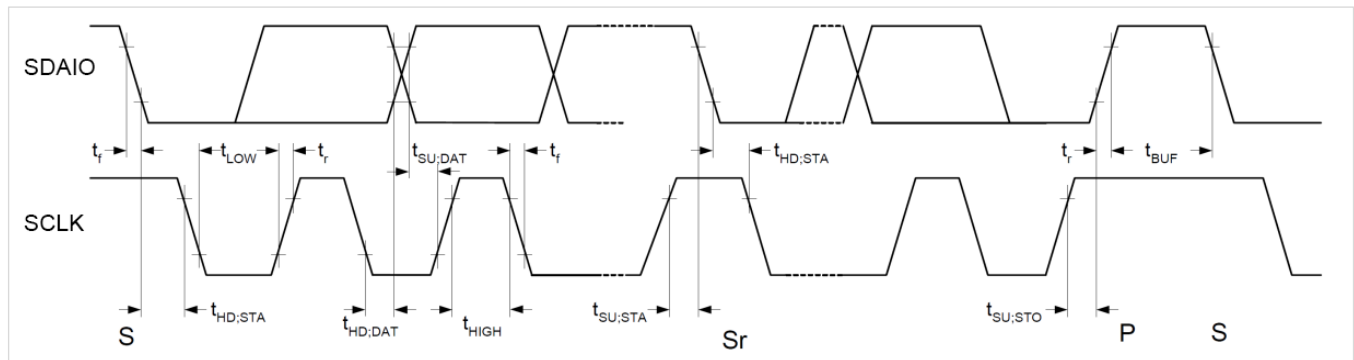 SDAIO
t_f t_LOW t_r t_SU;DAT t_f t_HD;STA t_r t_BUF
SCLK
t_HD;STA t_HD;DAT t_HIGH t_SU;STA t_SU;STO
S Sr P S